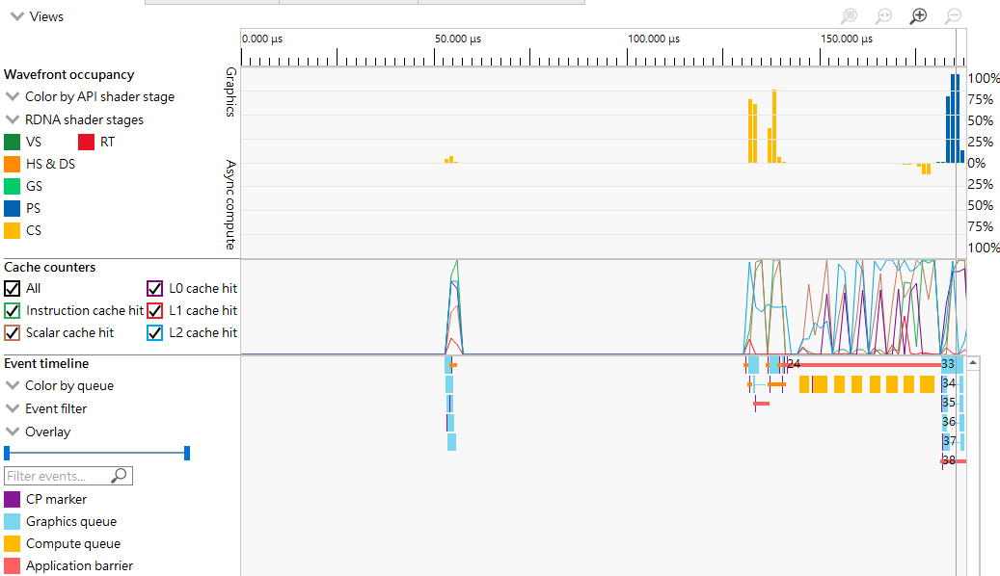 Views
0.000 µs 50.000 µs 100.000 µs 150.000 µs
Wavefront occupancy
Color by API shader stage
RDNA shader stages
VS RT
HS & DS
GS
PS
CS
Graphics
Async compute
100%
75%
50%
25%
0%
25%
50%
75%
100%
Cache counters
All L0 cache hit
Instruction cache hit L1 cache hit
Scalar cache hit L2 cache hit
Event timeline
Color by queue
Event filter
Overlay
Filter events...
CP marker
Graphics queue
Compute queue
Application barrier
24 33
34
35
36
37
38